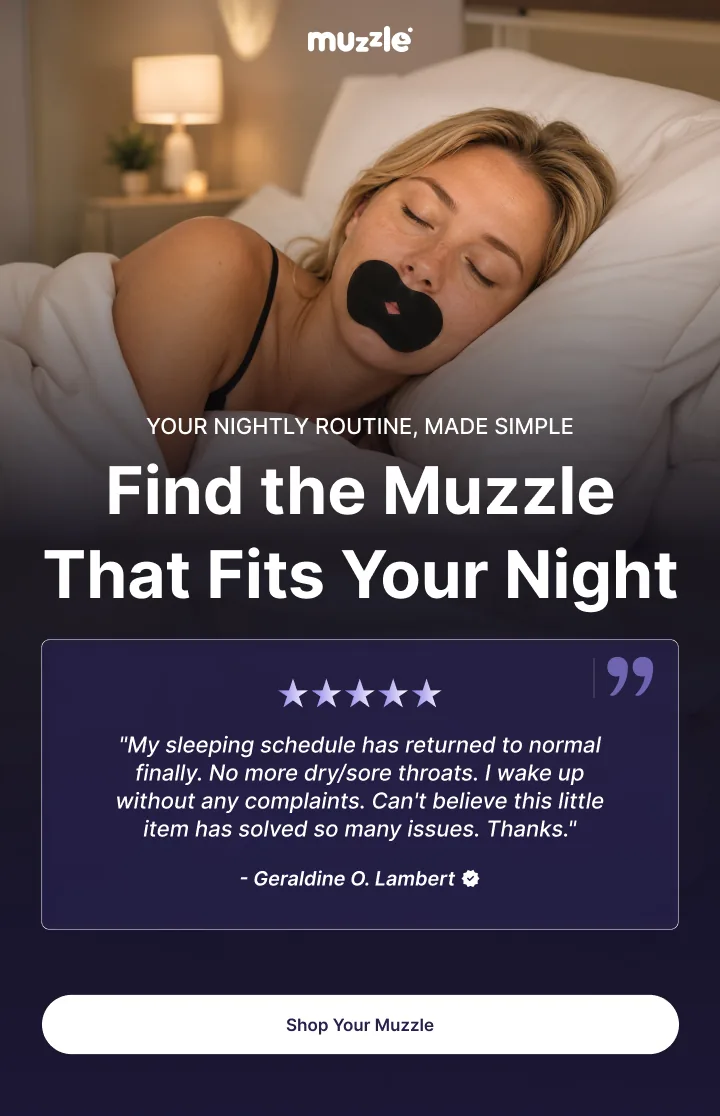 muzzle
YOUR NIGHTLY ROUTINE, MADE SIMPLE
Find the Muzzle
That Fits Your Night
"My sleeping schedule has returned to normal
finally. No more dry/sore throats. I wake up
without any complaints. Can't believe this little
item has solved so many issues. Thanks."
- Geraldine O. Lambert
Shop Your Muzzle